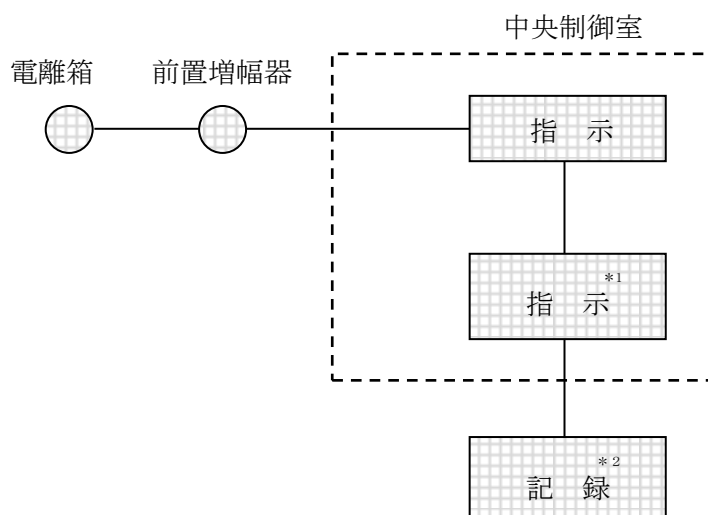 中央制御室
電離箱 前置増幅器
指 示
指 示*1
記 録*2